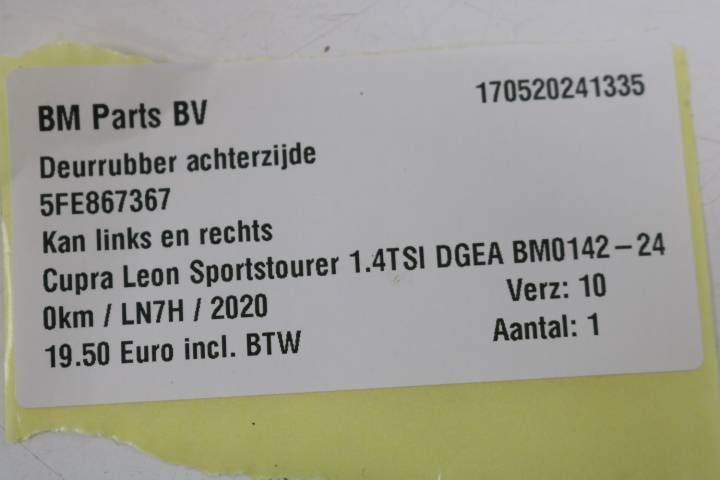 BM Parts BV 170520241335
Deurrubber achterzijde
5FE867367
Kan links en rechts
Cupra Leon Sportstourer 1.4TSI DGEA BM0142-24
0km / LN7H / 2020 Verz: 10
19.50 Euro incl. BTW Aantal: 1